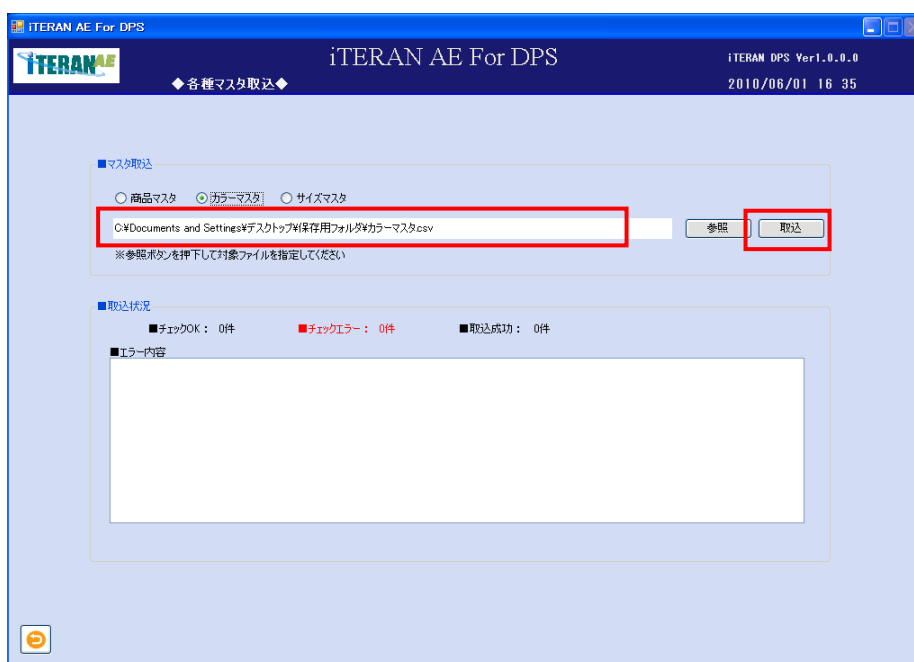 iTERAN AE For DPS
iTERAN AE
iTERAN AE For DPS
iTERAN DPS Ver1.0.0.0
◆各種マスタ取込◆
2010/06/01 16 35
■マスタ取込
商品マスタ カラーマスタ サイズマスタ
C:¥Documents and Settings¥デスクトップ¥保存用フォルダ¥カラーマスタ.csv
参照 取込
※参照ボタンを押下して対象ファイルを指定してください
■取込状況
■チェックOK： 0件 ■チェックエラー： 0件 ■取込成功： 0件
■エラー内容